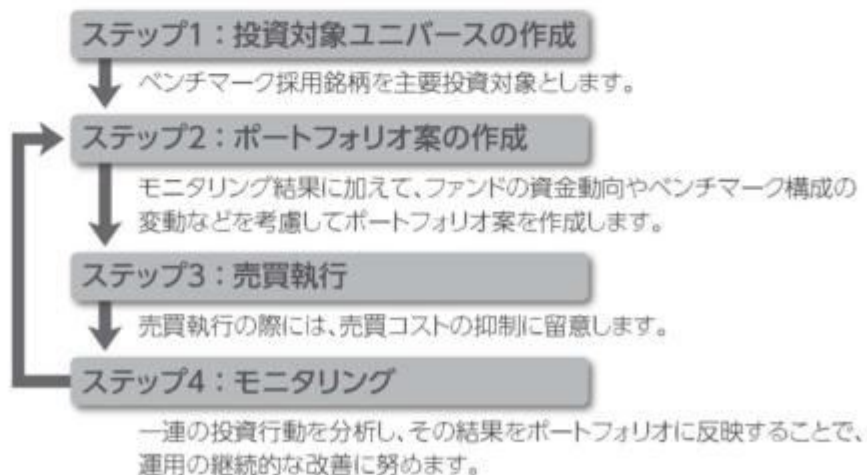 ステップ1：投資対象ユニバースの作成
ベンチマーク採用銘柄を主要投資対象とします。
ステップ2：ポートフォリオ案の作成
モニタリング結果に加えて、ファンドの資金動向やベンチマーク構成の
変動などを考慮してポートフォリオ案を作成します。
ステップ3：売買執行
売買執行の際には、売買コストの抑制に留意します。
ステップ4：モニタリング
一連の投資行動を分析し、その結果をポートフォリオに反映することで、
運用の継続的な改善に努めます。